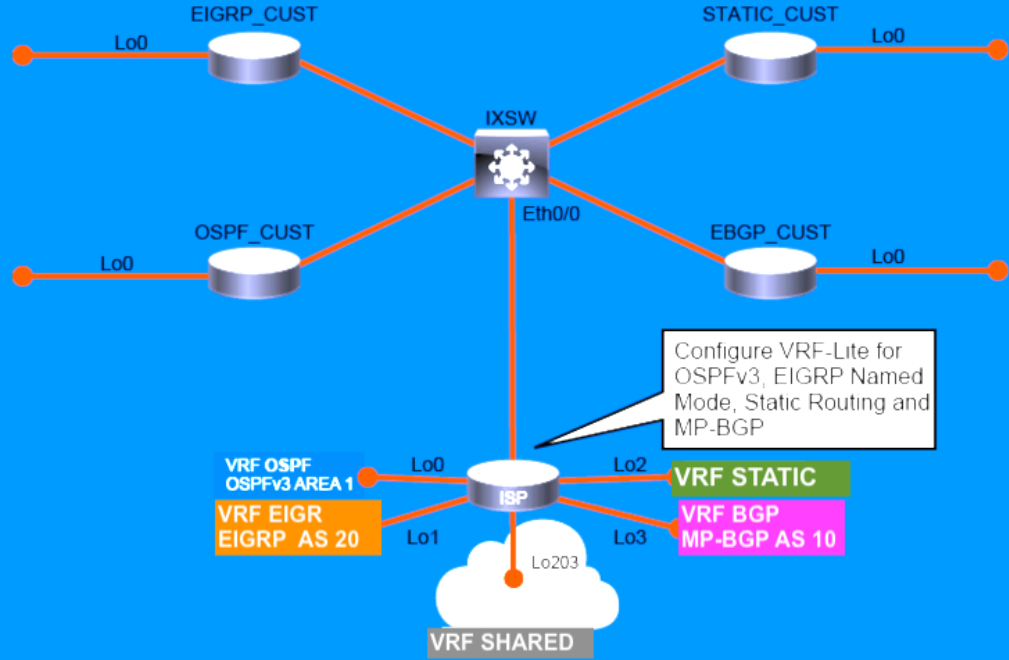 EIGRP_CUST
STATIC_CUST
Lo0
Lo0
IXSW
Eth0/0
OSPF_CUST
EBGP_CUST
Lo0
Lo0
Configure VRF-Lite for
OSPFv3, EIGRP Named
Mode, Static Routing and
MP-BGP
VRF OSPF
OSPFv3 AREA 1
Lo0
Lo2
VRF STATIC
ISP
VRF EIGR
EIGRP AS 20
Lo1
Lo3
VRF BGP
MP-BGP AS 10
Lo203
VRF SHARED